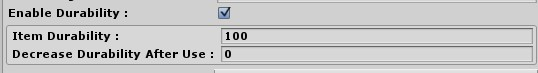 Enable Durability :
Item Durability : 100
Decrease Durability After Use : 0